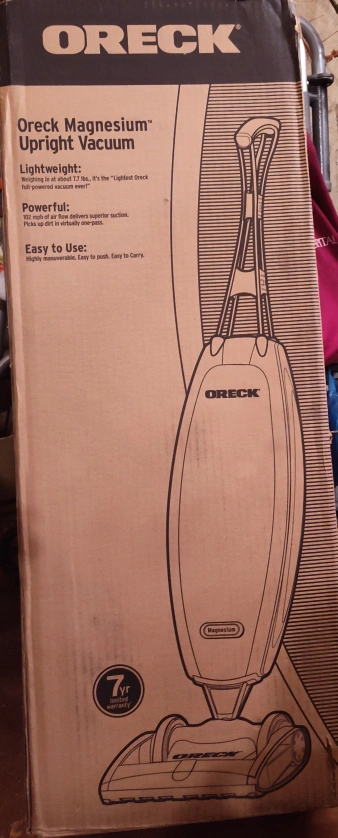 ORECK®
Oreck Magnesium™
Upright Vacuum
Lightweight:
Weighing in at about 7.7 lbs., it's the "Lightest Oreck
full-powered vacuum ever!"
Powerful:
102 mph of air flow delivers superior suction.
Picks up dirt in virtually one-pass.
Easy to Use:
Highly maneuverable, Easy to push, Easy to Carry.
ORECK
Magnesium
7yr
limited
warranty
ORECK